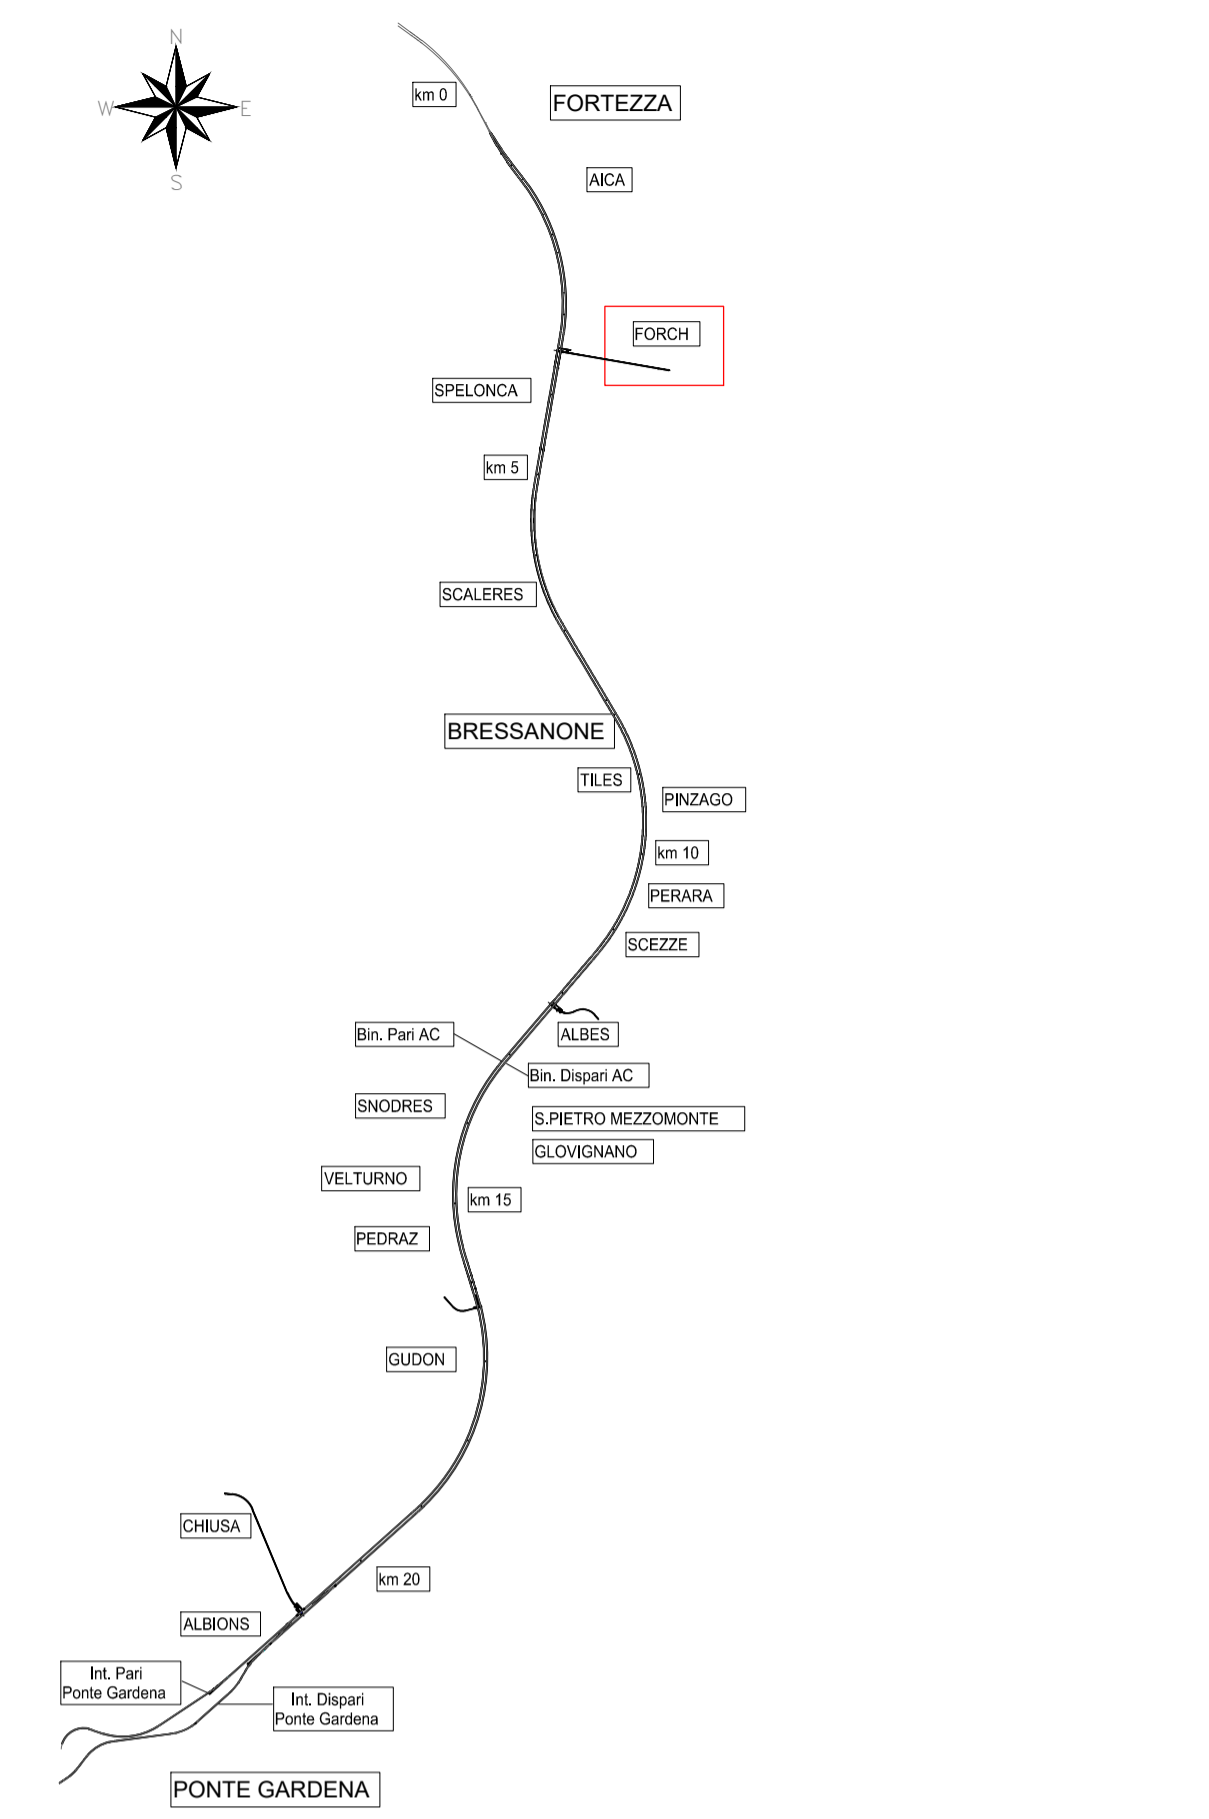 N
W
E
S
km 0
FORTEZZA
AICA
FORCH
SPELONCA
km 5
SCALERES
BRESSANONE
TILES
PINZAGO
km 10
PERARA
SCEZZE
Bin. Pari AC
ALBES
Bin. Dispari AC
SNODRES
S.PIETRO MEZZOMONTE
GLOVIGNANO
VELTURNO
km 15
PEDRAZ
GUDON
CHIUSA
km 20
ALBIONS
Int. Pari
Ponte Gardena
Int. Dispari
Ponte Gardena
PONTE GARDENA